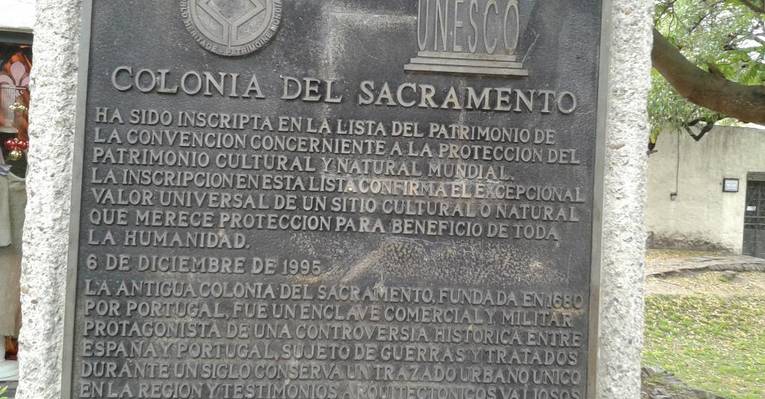 UNESCO
COLONIA DEL SACRAMENTO
HA SIDO INSCRIPTA EN LA LISTA DEL PATRIMONIO DE
LA CONVENCION CONCERNIENTE A LA PROTECCION DEL
PATRIMONIO CULTURAL Y NATURAL MUNDIAL.
LA INSCRIPCION EN ESTA LISTA CONFIRMA EL EXCEPCIONAL
VALOR UNIVERSAL DE UN SITIO CULTURAL O NATURAL
QUE MERECE PROTECCION PARA BENEFICIO DE TODA
LA HUMANIDAD.
6 DE DICIEMBRE DE 1995
LA ANTIGUA COLONIA DEL SACRAMENTO, FUNDADA EN 1680
POR PORTUGAL, FUE UN ENCLAVE COMERCIAL Y MILITAR
PROTAGONISTA DE UNA CONTROVERSIA HISTORICA ENTRE
ESPANA Y PORTUGAL, SUJETO DE GUERRAS Y TRATADOS
DURANTE UN SIGLO CONSERVA UN TRAZADO URBANO UNICO
EN LA REGION Y TESTIMONIOS ARQUITECTONICOS VALIOSOS